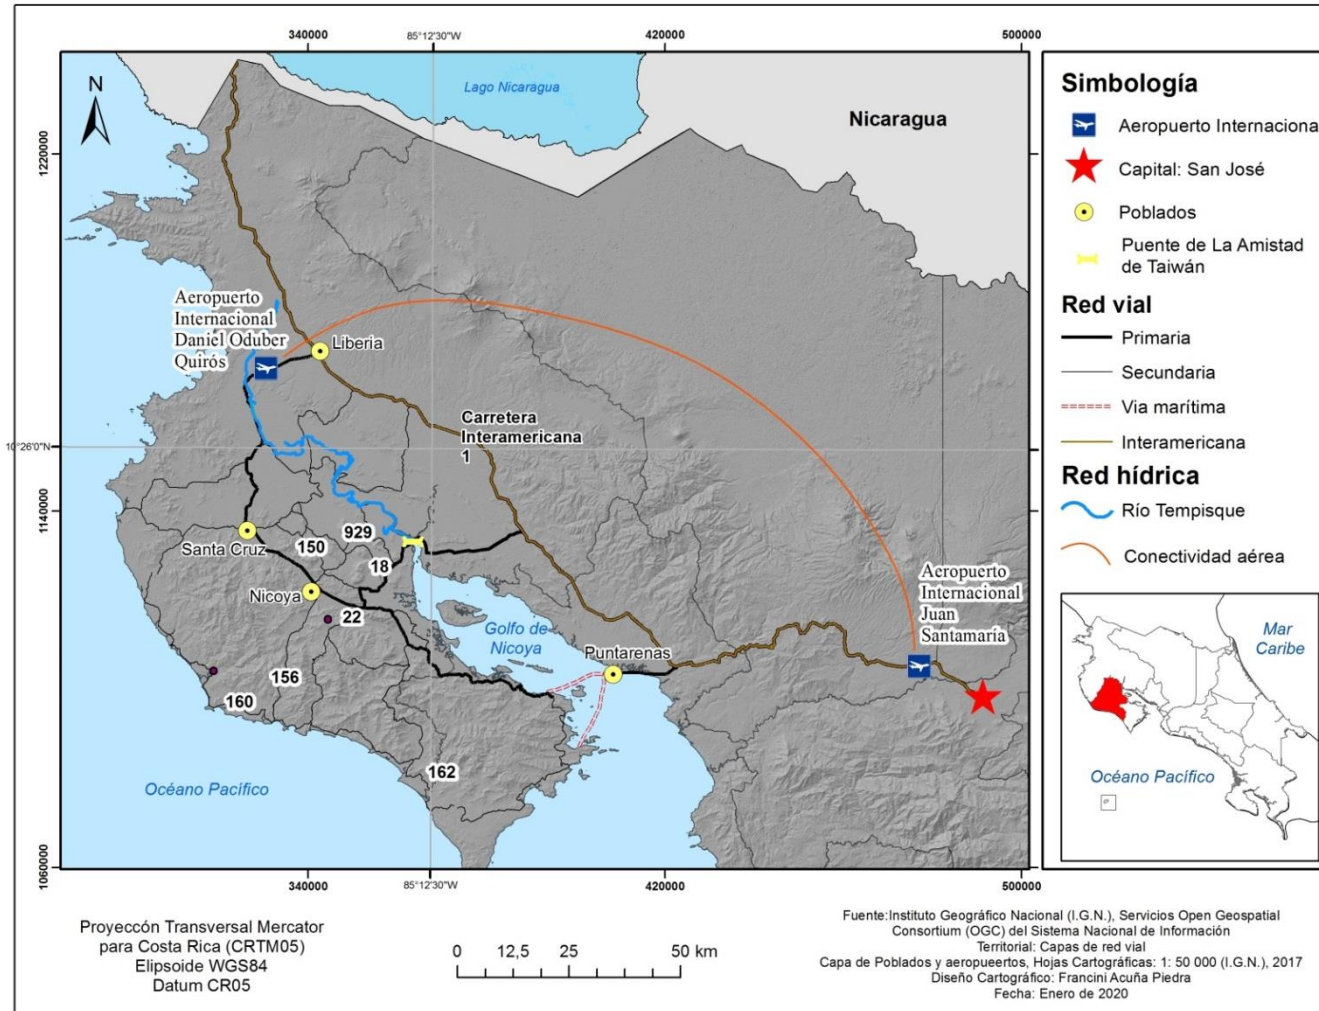 340000
85°12'30"W
420000
500000
N
Lago Nicaragua
Nicaragua
1220000
Aeropuerto
Internacional
Daniel Oduber
Quirós
Liberia
Carretera
Interamericana
1
10°26'0"N
1140000
Santa Cruz
150
929
18
Nicoya
22
Golfo de
Nicoya
Puntarenas
Aeropuerto
Internacional
Juan
Santamaría
156
160
162
Océano Pacífico
1060000
340000
85°12'30"W
420000
500000
Simbología
Aeropuerto Internaciona
Capital: San José
Poblados
Puente de La Amistad
de Taiwán
Red vial
Primaria
Secundaria
Via marítima
Interamericana
Red hídrica
Río Tempisque
Conectividad aérea
Mar
Caribe
Océano Pacífico
Proyeccón Transversal Mercator
para Costa Rica (CRTM05)
Elipsoide WGS84
Datum CR05
0 12,5 25 50 km
Fuente:Instituto Geográfico Nacional (I.G.N.), Servicios Open Geospatial
Consortium (OGC) del Sistema Nacional de Información
Territorial: Capas de red vial
Capa de Poblados y aeropueertos, Hojas Cartográficas: 1: 50 000 (I.G.N.), 2017
Diseño Cartográfico: Francini Acuña Piedra
Fecha: Enero de 2020